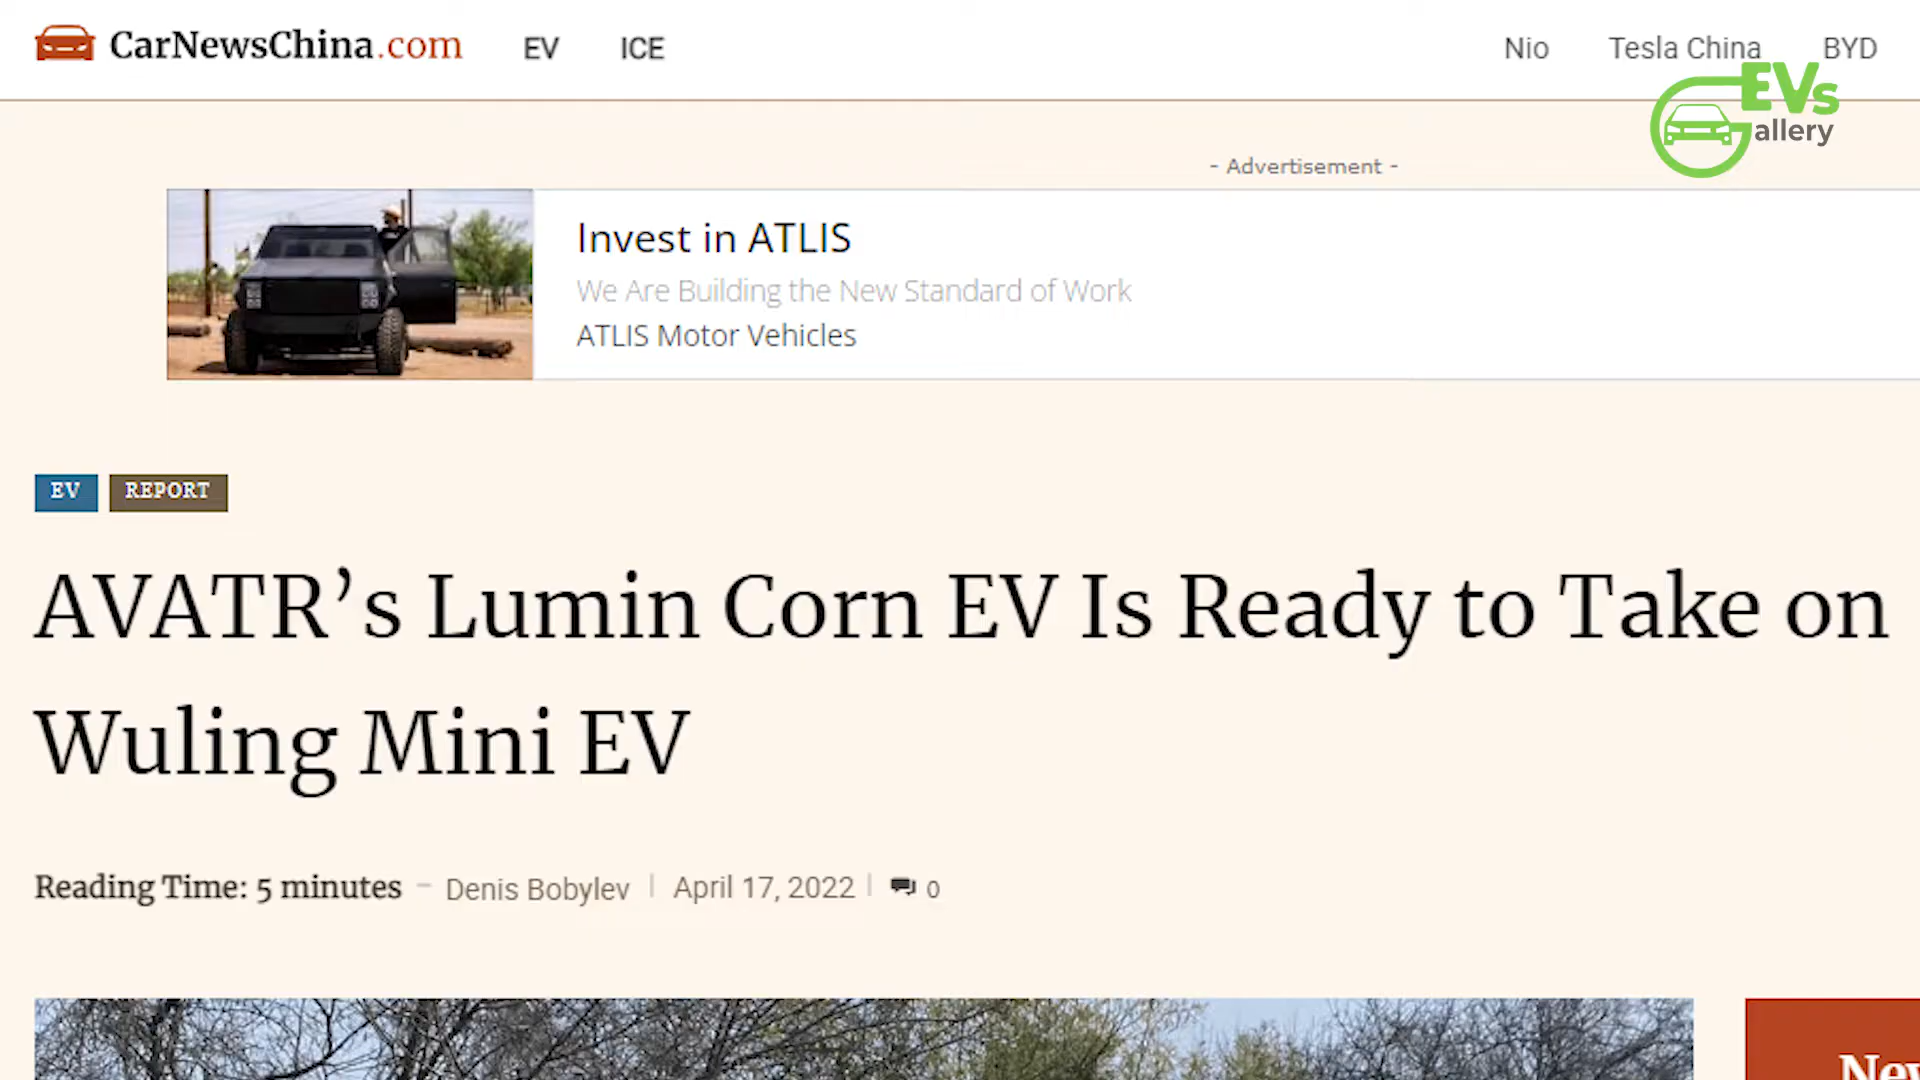 CarNewsChina.com EV ICE Nio Tesla China BYD
EVs
Gallery
- Advertisement -
Invest in ATLIS
We Are Building the New Standard of Work
ATLIS Motor Vehicles
EV REPORT
AVATR’s Lumin Corn EV Is Ready to Take on
Wuling Mini EV
Reading Time: 5 minutes – Denis Bobylev | April 17, 2022 | 0